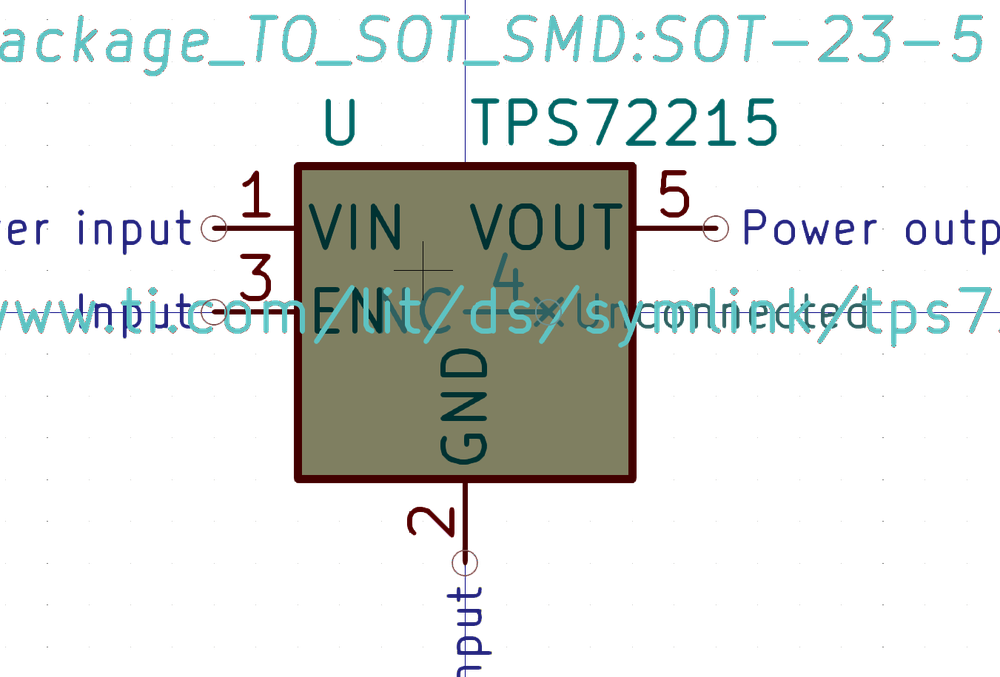 ackage_TO_SOT_SMD:SOT-23-5
U TPS72215
1 5
er input VIN VOUT Power outp
3 4
Input EN NC Unconnected
www.ti.com/lit/ds/symlink/tps7
GND
2
nput